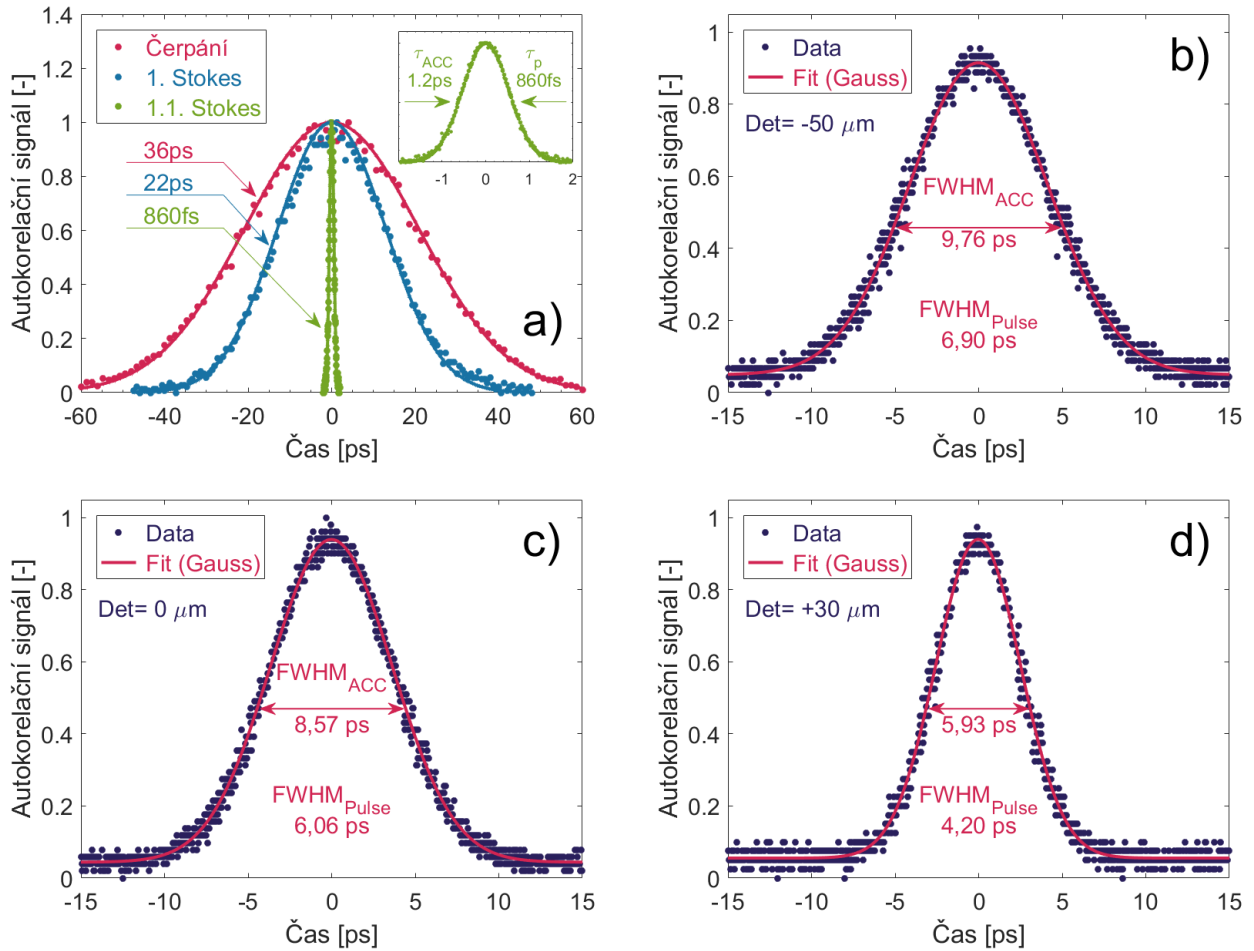 1.4
1.2
1
0.8
0.6
0.4
0.2
0
Autokorelační signál [-]
Čerpání
1. Stokes
1.1. Stokes
36ps
22ps
860fs
τACC
1.2ps
τp
860fs
-1 0 1 2
a)
-60 -40 -20 0 20 40 60
Čas [ps]
1
0.8
0.6
0.4
0.2
0
Autokorelační signál [-]
Data
Fit (Gauss)
Det= -50 μm
b)
FWHMACC
9,76 ps
FWHMPulse
6,90 ps
-15 -10 -5 0 5 10 15
Čas [ps]
1
0.8
0.6
0.4
0.2
0
Autokorelační signál [-]
Data
Fit (Gauss)
Det= 0 μm
c)
FWHMACC
8,57 ps
FWHMPulse
6,06 ps
-15 -10 -5 0 5 10 15
Čas [ps]
1
0.8
0.6
0.4
0.2
0
Autokorelační signál [-]
Data
Fit (Gauss)
Det= +30 μm
d)
FWHMACC
5,93 ps
FWHMPulse
4,20 ps
-15 -10 -5 0 5 10 15
Čas [ps]